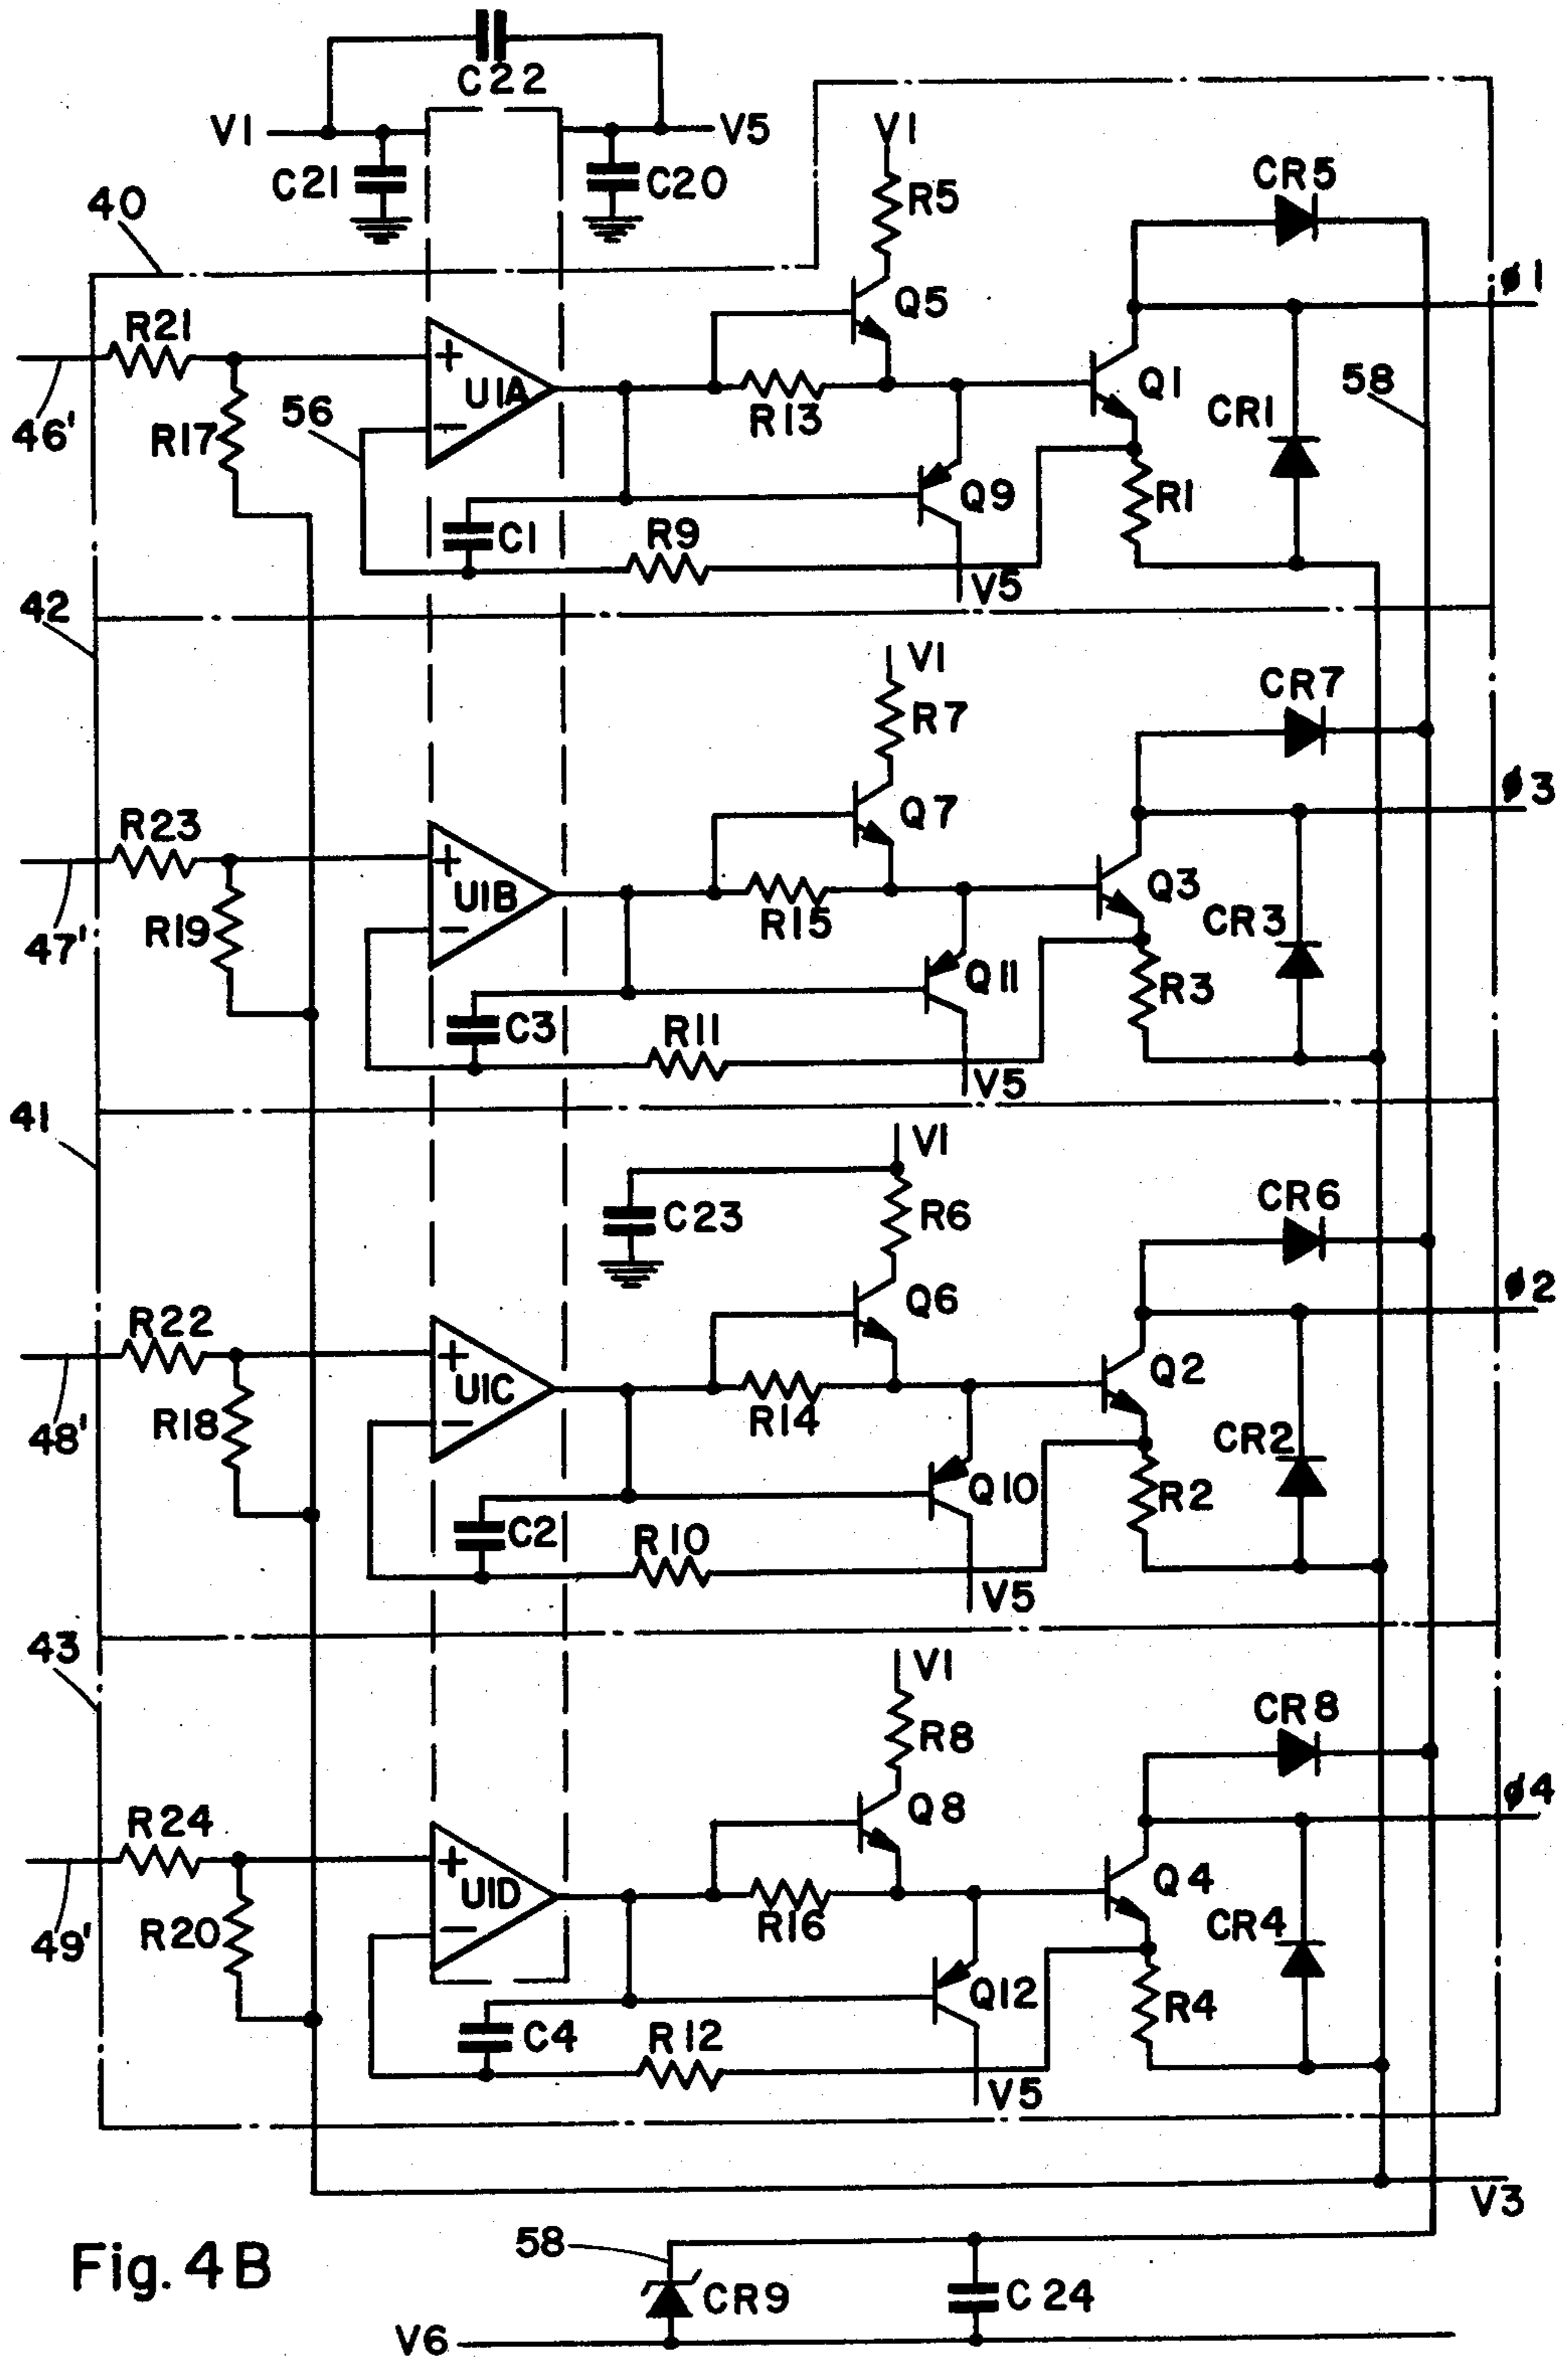 C22
V1
V5
C21
C20
V1
R5
CR5
40
Q5
φ1
R21
+
U1A
−
R13
Q1
58
46'
56
R17
CR1
Q9
R1
C1
R9
V5
42
V1
R7
CR7
Q7
φ3
R23
+
U1B
−
R15
Q3
47'
R19
CR3
Q11
R3
C3
R11
V5
41
V1
C23
R6
CR6
Q6
φ2
R22
+
U1C
−
R14
Q2
48'
R18
CR2
Q10
R2
C2
R10
V5
43
V1
R8
CR8
Q8
φ4
R24
+
U1D
−
R16
Q4
49'
R20
CR4
Q12
R4
C4
R12
V5
V3
58
Fig. 4B
CR9
C24
V6